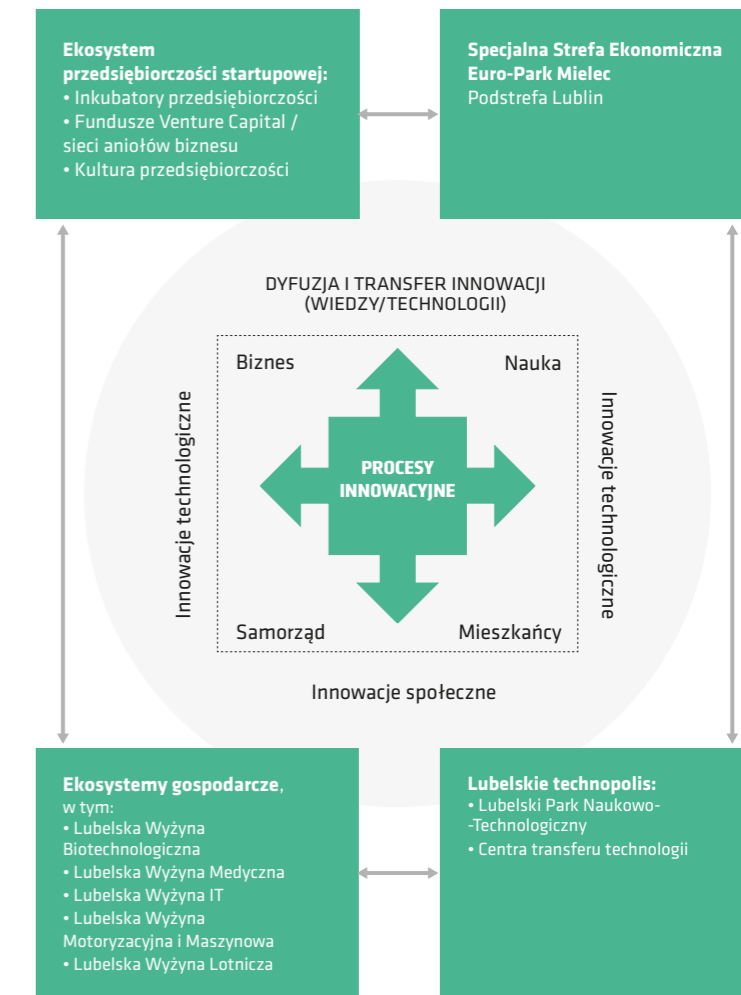 Ekosystem
przedsiębiorczości startupowej:
• Inkubatory przedsiębiorczości
• Fundusze Venture Capital /
sieci aniołów biznesu
• Kultura przedsiębiorczości
Specjalna Strefa Ekonomiczna
Euro-Park Mielec
Podstrefa Lublin
DYFUZJA I TRANSFER INNOWACJI
(WIEDZY/TECHNOLOGII)
Biznes
Nauka
Innowacje technologiczne
PROCESY
INNOWACYJNE
Innowacje technologiczne
Samorząd
Mieszkańcy
Innowacje społeczne
Ekosystemy gospodarcze,
w tym:
• Lubelska Wyżyna
Biotechnologiczna
• Lubelska Wyżyna Medyczna
• Lubelska Wyżyna IT
• Lubelska Wyżyna
Motoryzacyjna i Maszynowa
• Lubelska Wyżyna Lotnicza
Lubelskie technopolis:
• Lubelski Park Naukowo-
-Technologiczny
• Centra transferu technologii